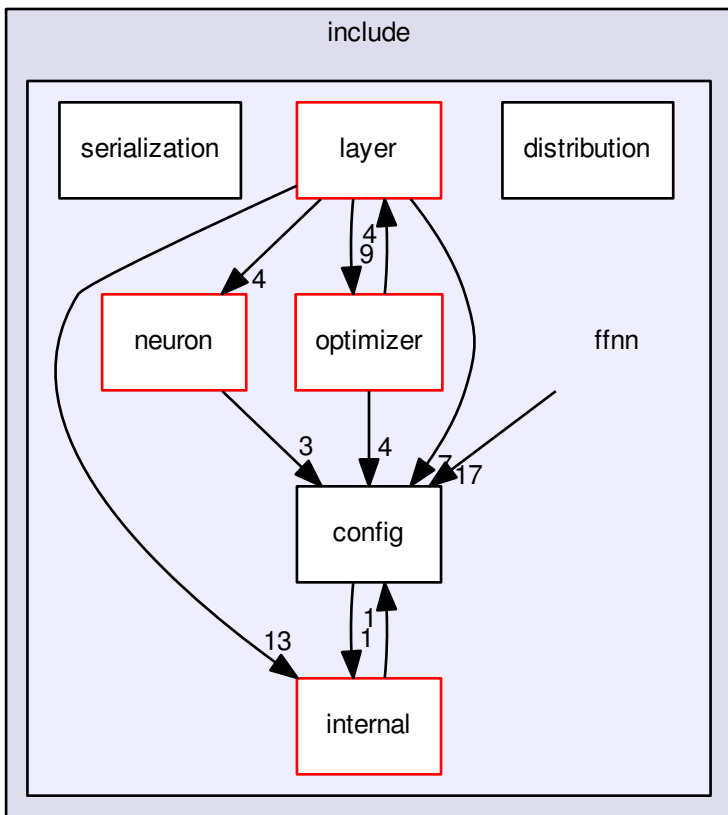 include
serialization
layer
distribution
4
9
4
neuron
optimizer
ffnn
3
4
7
17
config
1
1
13
internal